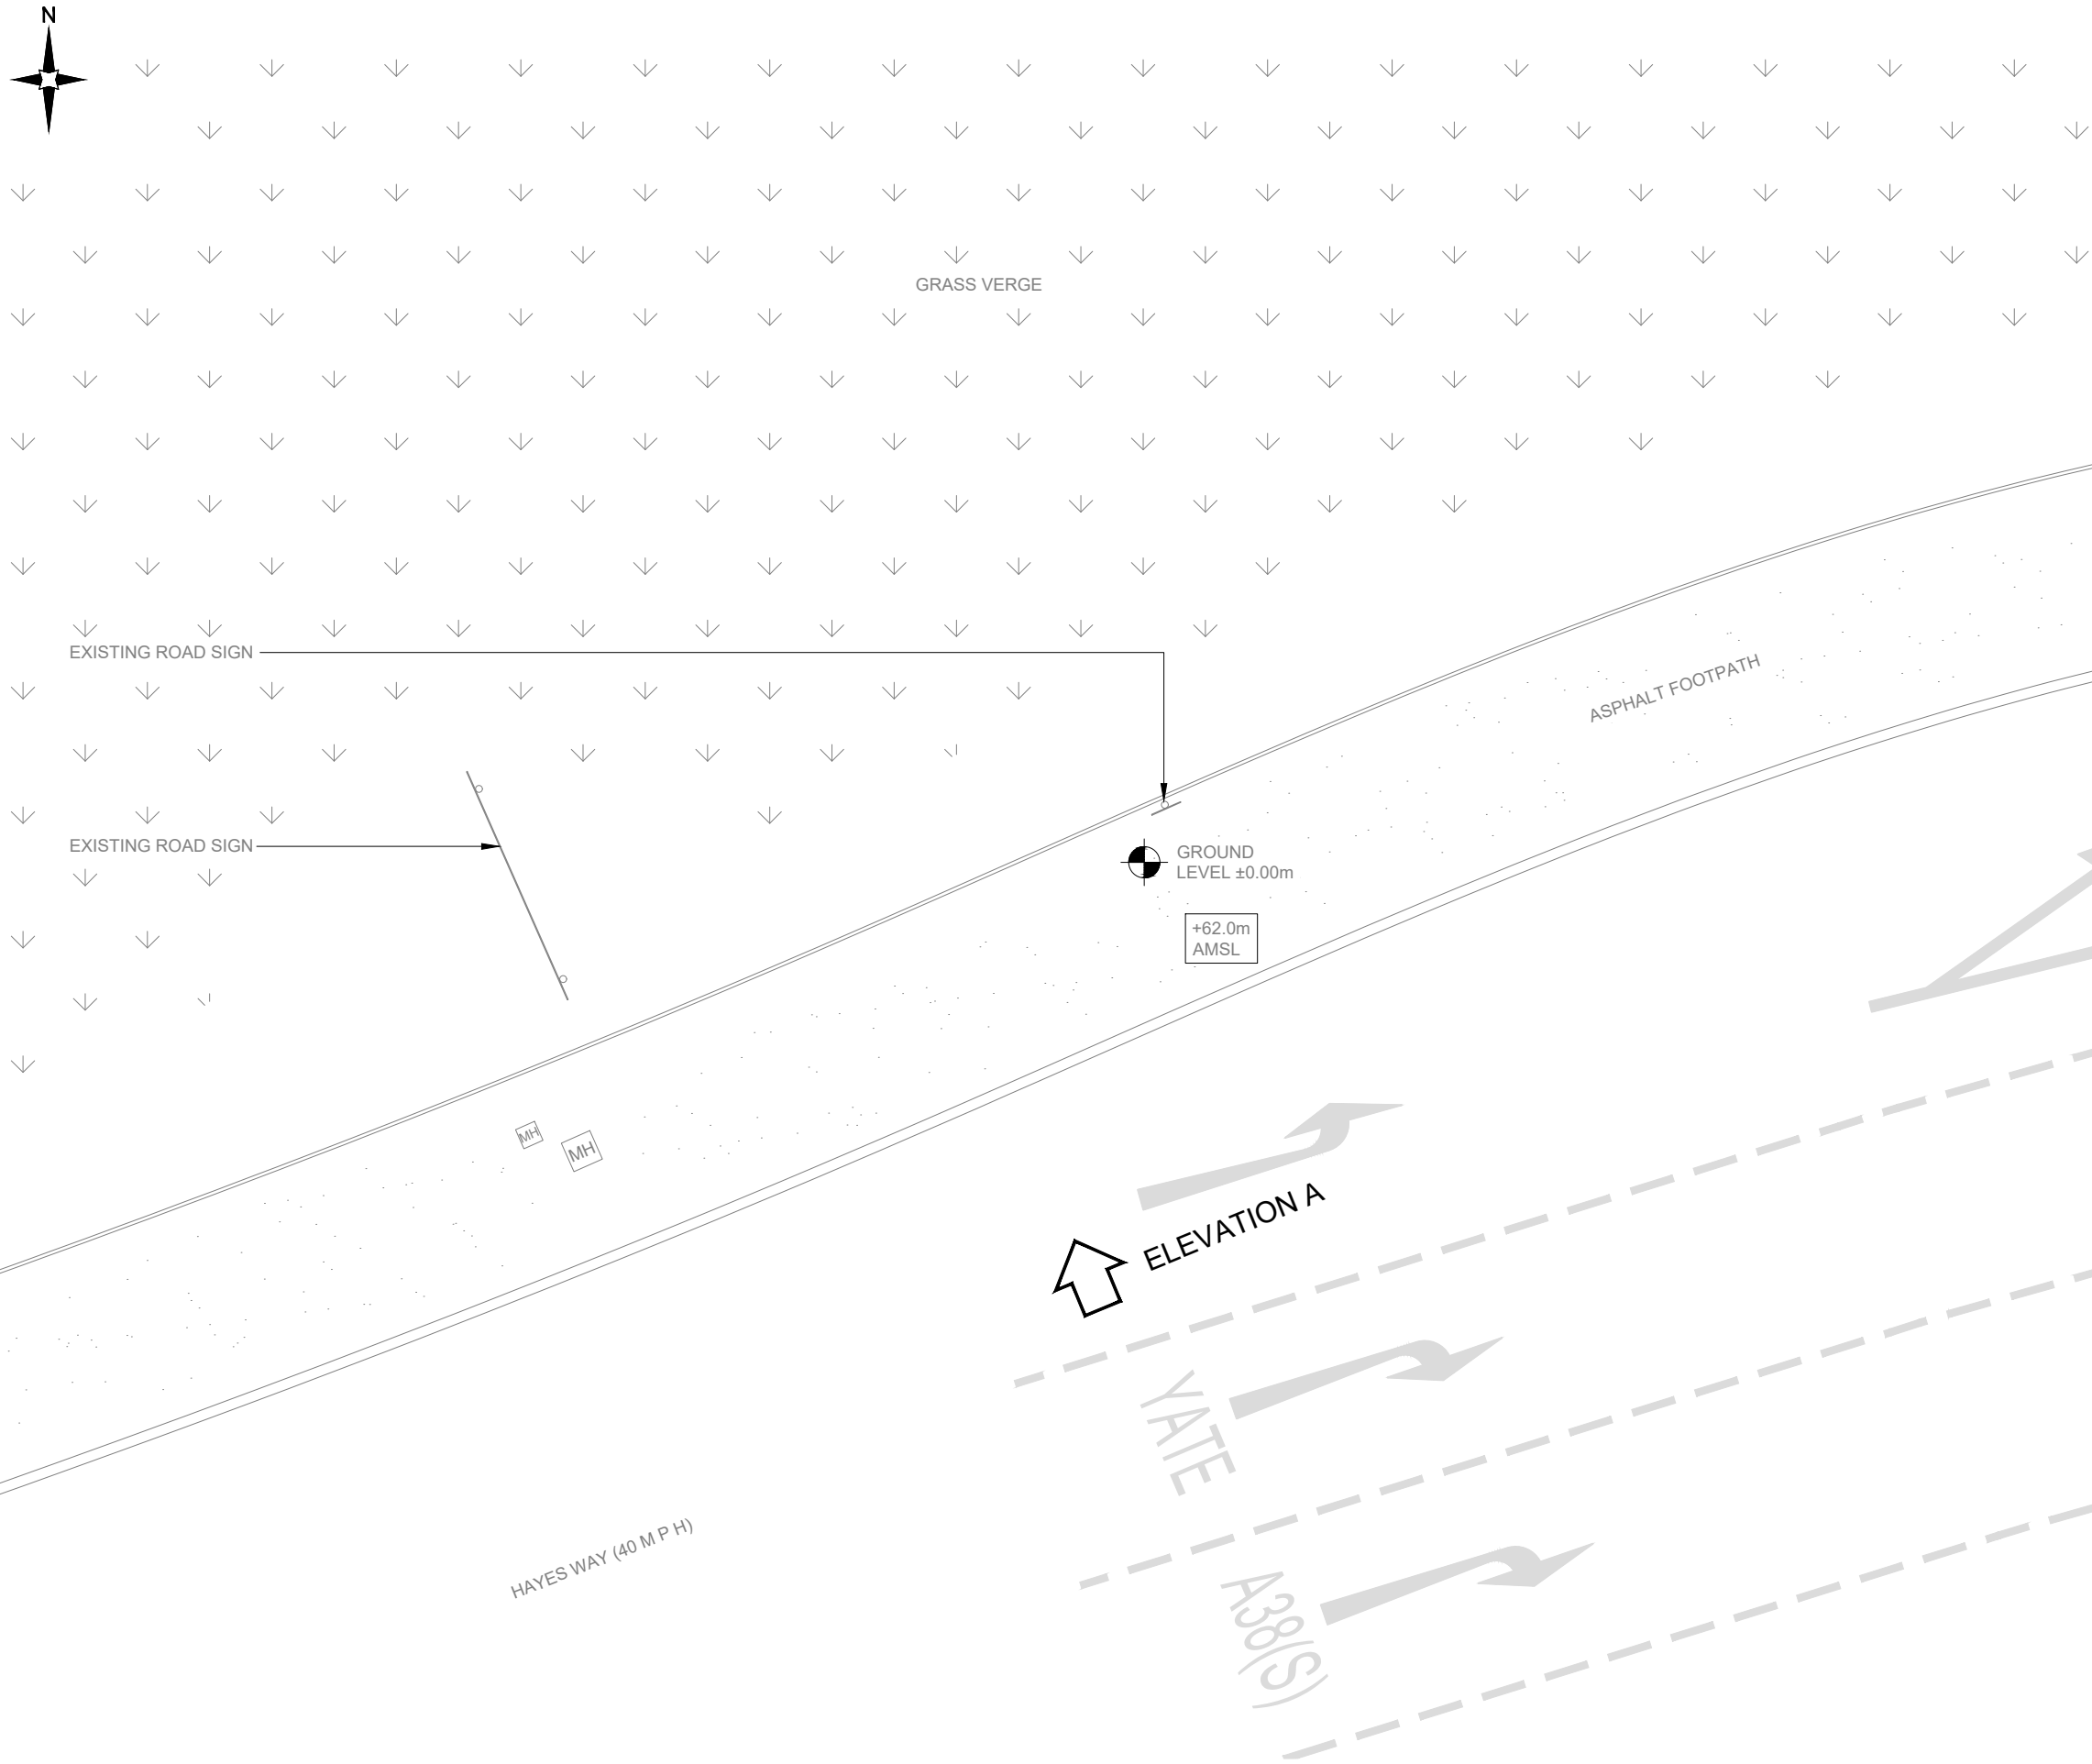 N
GRASS VERGE
EXISTING ROAD SIGN
ASPHALT FOOTPATH
EXISTING ROAD SIGN
GROUND
LEVEL ±0.00m
+62.0m
AMSL
MH
MH
ELEVATION A
YATE
HAYES WAY (40 M P H)
A38(S)